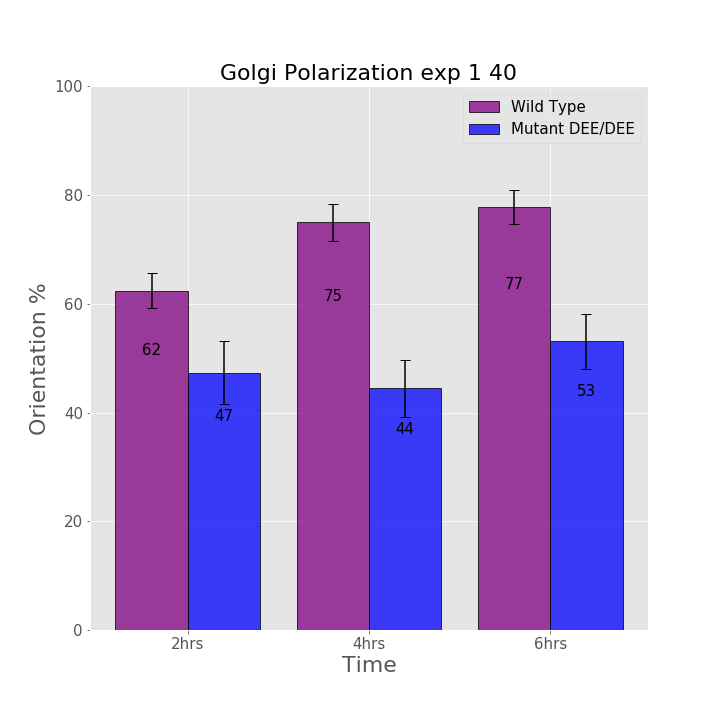 Golgi Polarization exp 1 40
100
80
60
40
20
0
Orientation %
Wild Type
Mutant DEE/DEE
62
47
75
44
77
53
2hrs
4hrs
6hrs
Time